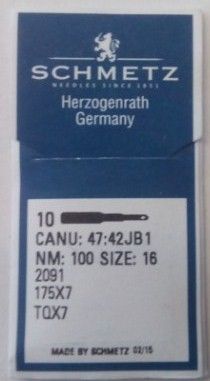 SCHMETZ
NEEDLES SINCE 1851
Herzogenrath
Germany
10
CANU: 47:42JB1
NM: 100 SIZE: 16
2091
175X7
TQX7
MADE BY SCHMETZ 02/15